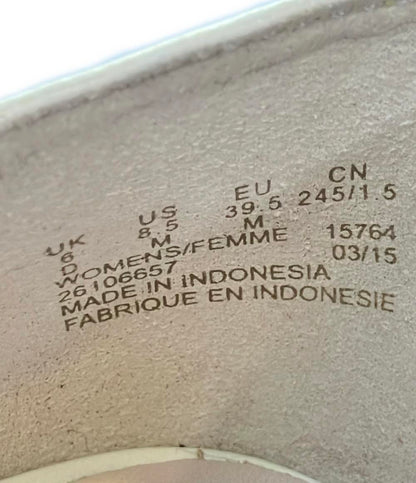 UK US EU CN
6 8.5 39.5 245/1.5
D M M
WOMENS/FEMME 15764
26106657 03/15
MADE IN INDONESIA
FABRIQUE EN INDONESIE